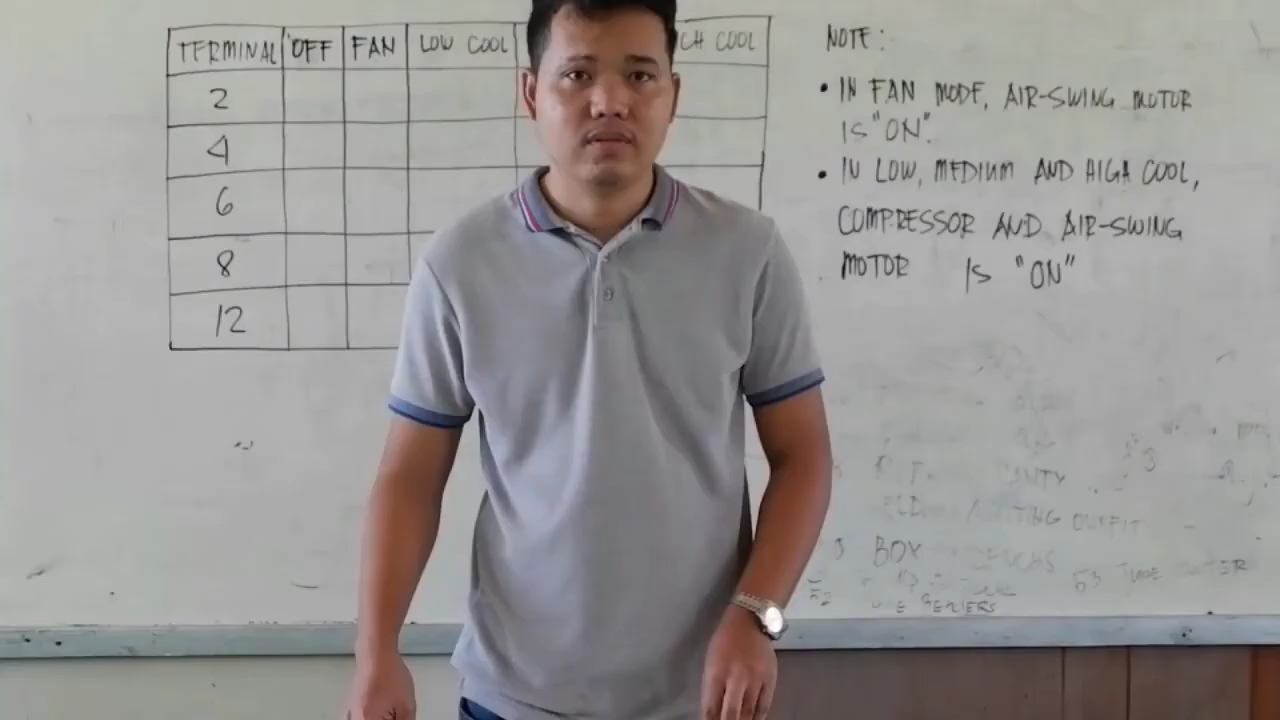 TERMINAL OFF FAN LOW COOL COOL
2
4
6
8
12
NOTE:
• IN FAN MODE, AIR-SWING MOTOR
IS "ON".
• IN LOW, MEDIUM AND HIGH COOL,
COMPRESSOR AND AIR-SWING
MOTOR IS "ON"
OUTFIT
BOX